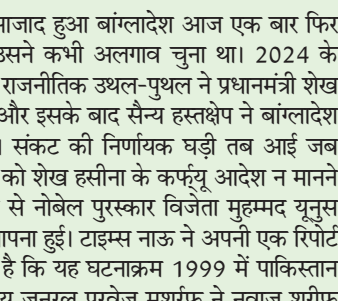 आजाद हुआ बांग्लादेश आज एक बार फिर
उसने कभी अलगाव चुना था। 2024 के
राजनीतिक उथल-पुथल ने प्रधानमंत्री शेख
और इसके बाद सैन्य हस्तक्षेप ने बांग्लादेश
। संकट की निर्णायक घड़ी तब आई जब
को शेख हसीना के कर्फ्यू आदेश न मानने
से नोबेल पुरस्कार विजेता मुहम्मद यूनुस
पना हुई। टाइम्स नाऊ ने अपनी एक रिपोर्ट
है कि यह घटनाक्रम 1999 में पाकिस्तान
जनरल परवेज मुशर्रफ ने नवाज शरीफ